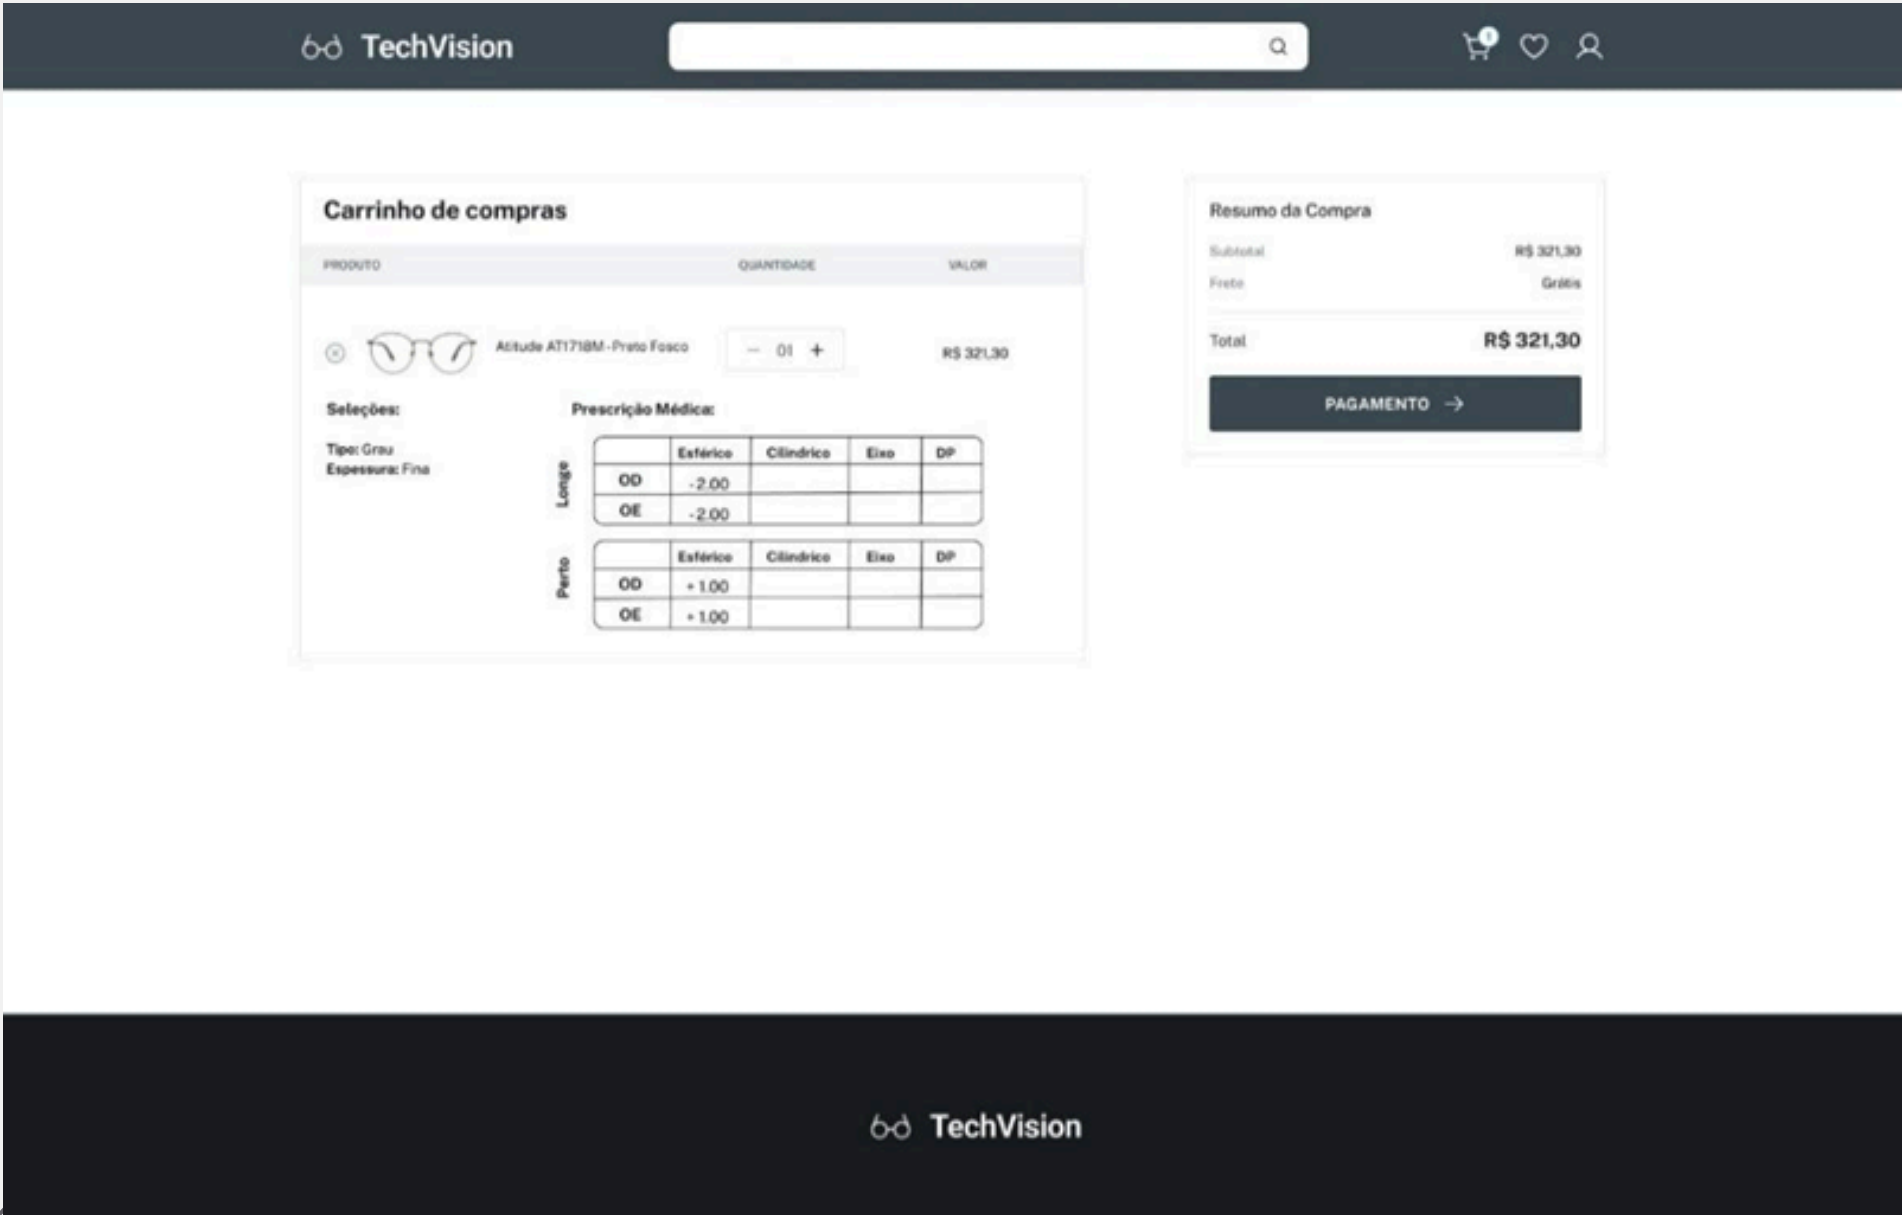 TechVision
Carrinho de compras
PRODUTO QUANTIDADE VALOR
Atitude AT1718M - Preto Fosco 01 R$ 321,30
Seleções:
Tipo: Grau
Espessura: Fina
Prescrição Médica:
Longe
Esférico Cilíndrico Eixo DP
OD -2.00
OE -2.00
Perto
Esférico Cilíndrico Eixo DP
OD +1.00
OE +1.00
Resumo da Compra
Subtotal R$ 321,30
Frete Grátis
Total R$ 321,30
PAGAMENTO
TechVision